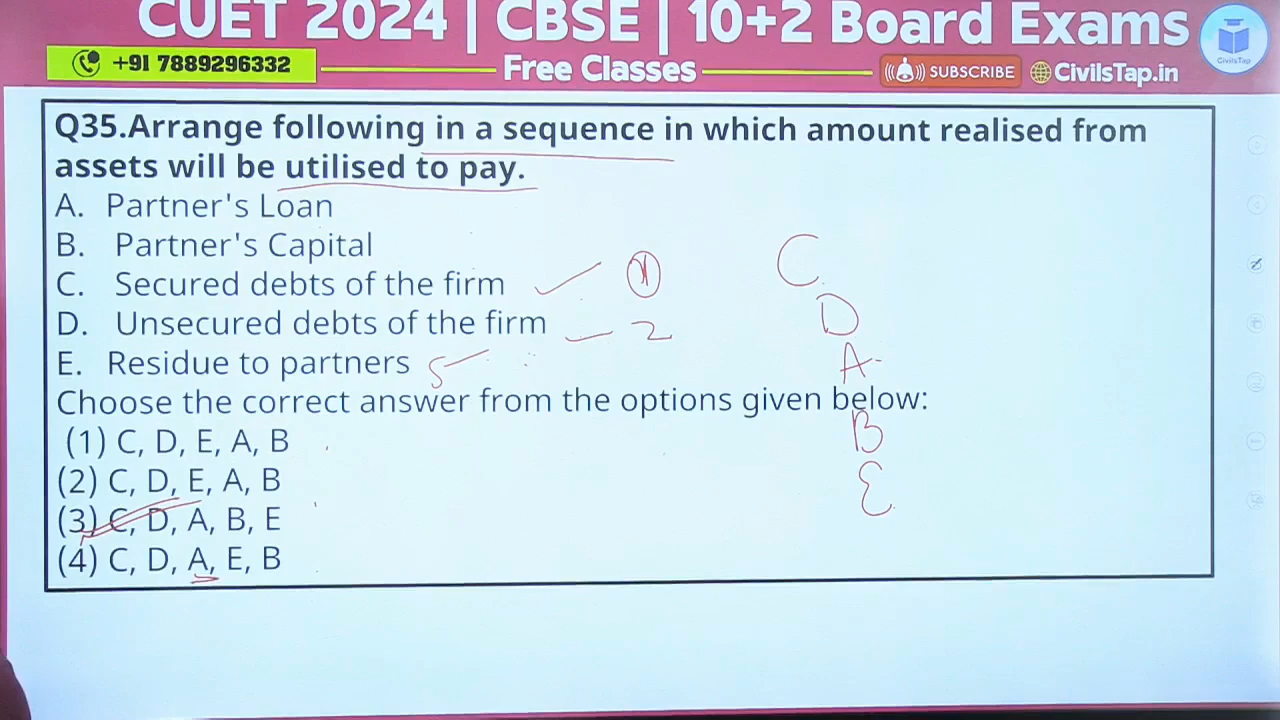 CUET 2024 | CBSE | 10+2 Board Exams
+91 7889296332
Free Classes
SUBSCRIBE
CivilsTap.in
CivilsTap
Q35.Arrange following in a sequence in which amount realised from
assets will be utilised to pay.
A. Partner's Loan
B. Partner's Capital
C. Secured debts of the firm
D. Unsecured debts of the firm 2
E. Residue to partners 5
Choose the correct answer from the options given below:
(1) C, D, E, A, B
(2) C, D, E, A, B
(3) C, D, A, B, E
(4) C, D, A, E, B
C
D
A
B
E